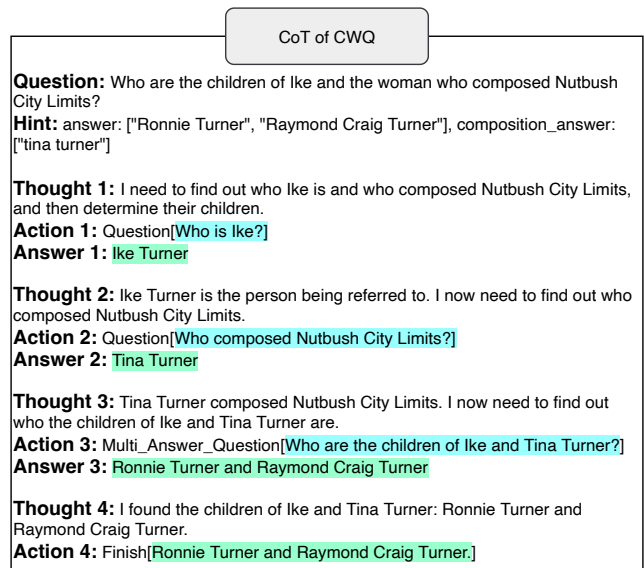 CoT of CWQ
Question: Who are the children of Ike and the woman who composed Nutbush
City Limits?
Hint: answer: ["Ronnie Turner", "Raymond Craig Turner"], composition_answer:
["tina turner"]
Thought 1: I need to find out who Ike is and who composed Nutbush City Limits,
and then determine their children.
Action 1: Question[Who is Ike?]
Answer 1: Ike Turner
Thought 2: Ike Turner is the person being referred to. I now need to find out who
composed Nutbush City Limits.
Action 2: Question[Who composed Nutbush City Limits?]
Answer 2: Tina Turner
Thought 3: Tina Turner composed Nutbush City Limits. I now need to find out
who the children of Ike and Tina Turner are.
Action 3: Multi_Answer_Question[Who are the children of Ike and Tina Turner?]
Answer 3: Ronnie Turner and Raymond Craig Turner
Thought 4: I found the children of Ike and Tina Turner: Ronnie Turner and
Raymond Craig Turner.
Action 4: Finish[Ronnie Turner and Raymond Craig Turner.]